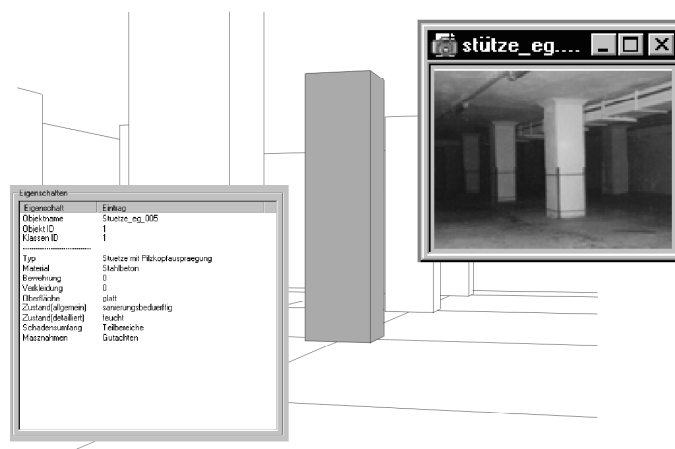 stütze_eg....
Eigenschaften
Eigenschaft Eintrag
Objektname Stuetze_eg_005
Objekt ID 1
Klassen ID 1
------------------------------
Typ Stuetze mit Pilzkopfauspraegung
Material Stahlbeton
Bewehrung 0
Verkleidung 0
Oberfläche glatt
Zustand(allgemein) sanierungsbeduerftig
Zustand(detailliert) feucht
Schadensumfang Teilbereiche
Masznahmen Gutachten